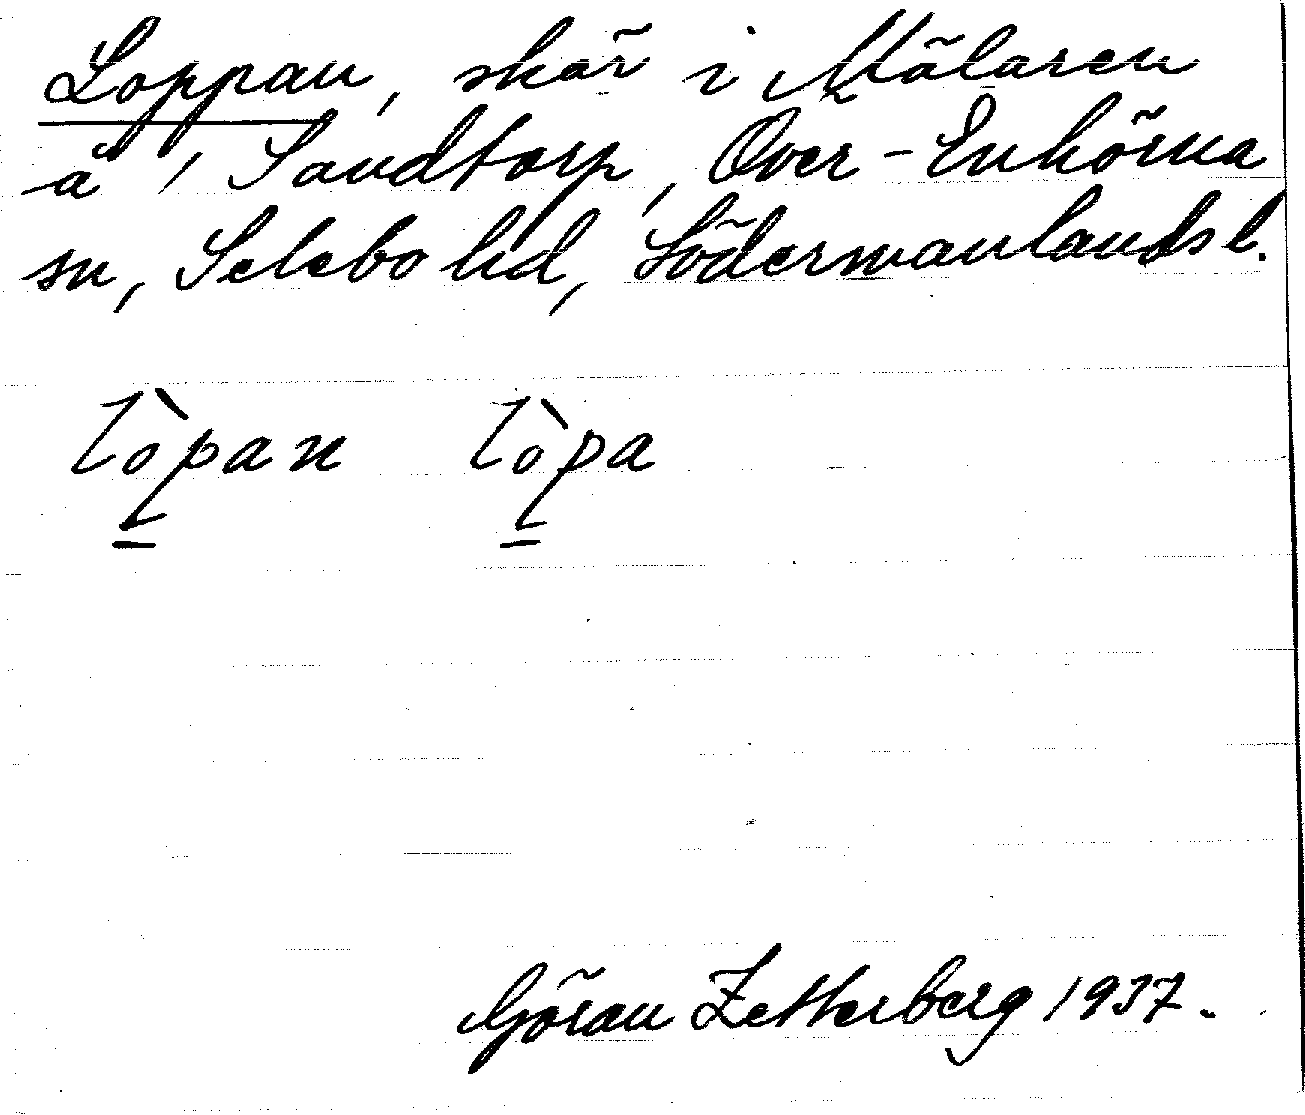 Loppan, skär i Mälaren
å Sandtorp, Över-Enhörna
sn, Selebo hd, Södermanlands l.
lòpan lòpa
Göran Zetterberg 1937.